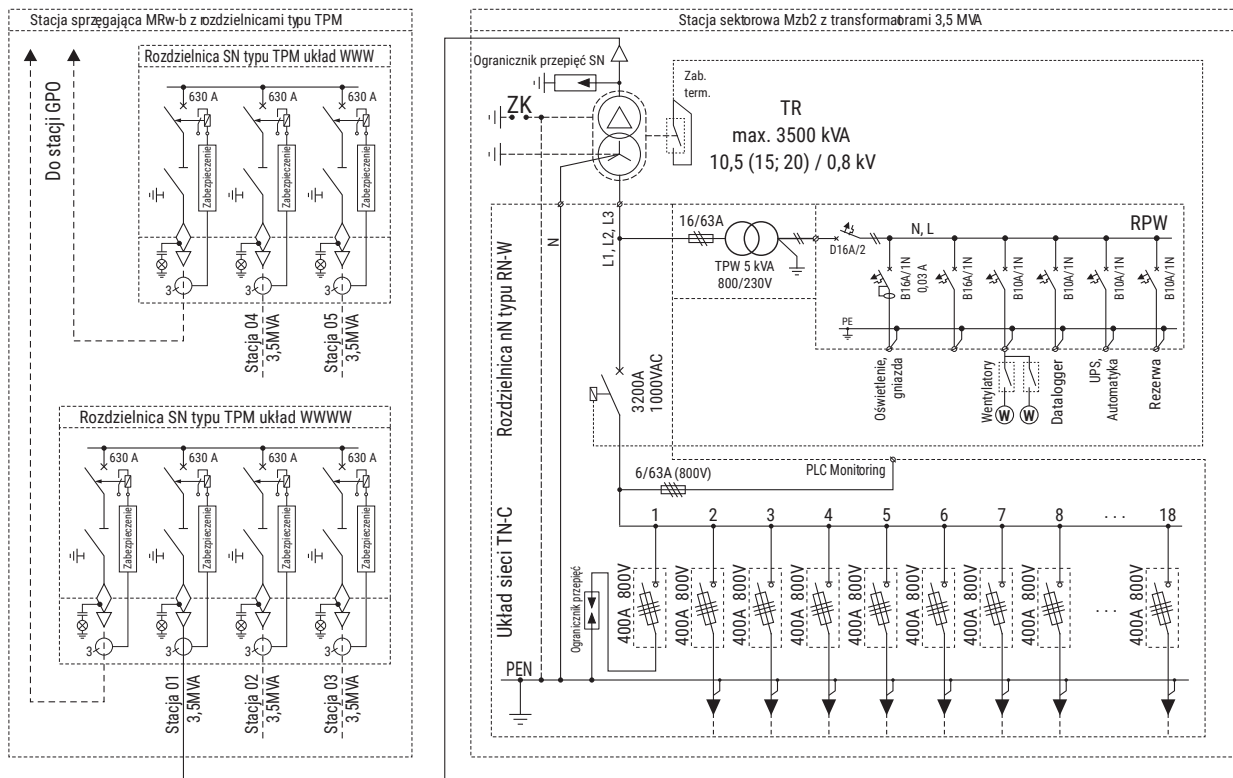 Stacja sprzęgająca MRw-b z rozdzielnicami typu TPM
Do stacji GPO
Rozdzielnica SN typu TPM układ WWW
630 A
630 A
630 A
Zabezpieczenie
Zabezpieczenie
Zabezpieczenie
3
3
3
Stacja 04
3,5MVA
Stacja 05
3,5MVA
Rozdzielnica SN typu TPM układ WWWW
630 A
630 A
630 A
630 A
Zabezpieczenie
Zabezpieczenie
Zabezpieczenie
Zabezpieczenie
3
3
3
3
Stacja 01
3,5MVA
Stacja 02
3,5MVA
Stacja 03
3,5MVA
Stacja sektorowa Mzb2 z transformatorami 3,5 MVA
Ogranicznik przepięć SN
ZK
Zab.
term.
TR
max. 3500 kVA
10,5 (15; 20) / 0,8 kV
Rozdzielnica nN typu RN-W
N
L1, L2, L3
16/63A
TPW 5 kVA
800/230V
D16A/2
N, L
RPW
B16A/1N
0,03 A
B16A/1N
B10A/1N
B10A/1N
B10A/1N
PE
Oświetlenie,
gniazda
Wentylatory
W
W
Datalogger
UPS,
Automatyka
Rezerwa
3200A
1000VAC
PLC Monitoring
6/63A (800V)
Układ sieci TN-C
1
2
3
4
5
6
7
8
. . .
18
Ogranicznik przepięć
400A 800V
400A 800V
400A 800V
400A 800V
400A 800V
400A 800V
400A 800V
400A 800V
. . .
400A 800V
PEN